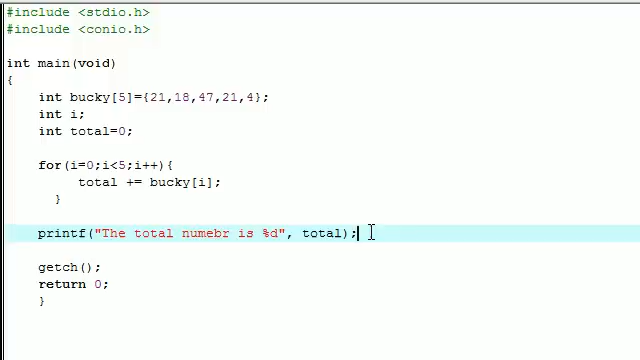 #include <stdio.h>
#include <conio.h>
int main(void)
{
int bucky[5]={21,18,47,21,4};
int i;
int total=0;
for(i=0;i<5;i++){
total += bucky[i];
}
printf("The total numebr is %d", total);
getch();
return 0;
}